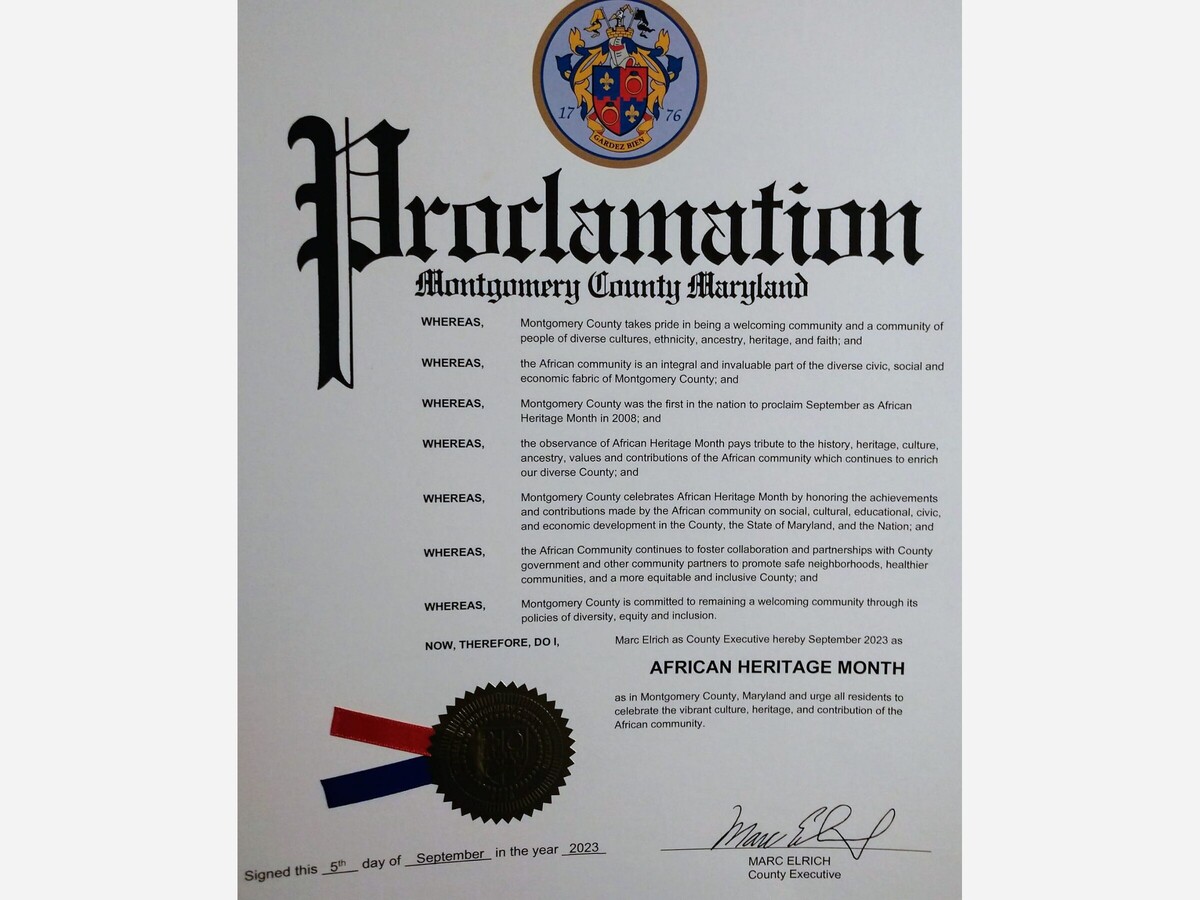 17 76
GARDEZ BIEN
Proclamation
Montgomery County Maryland
WHEREAS, Montgomery County takes pride in being a welcoming community and a community of
people of diverse cultures, ethnicity, ancestry, heritage, and faith; and
WHEREAS, the African community is an integral and invaluable part of the diverse civic, social and
economic fabric of Montgomery County; and
WHEREAS, Montgomery County was the first in the nation to proclaim September as African
Heritage Month in 2008; and
WHEREAS, the observance of African Heritage Month pays tribute to the history, heritage, culture,
ancestry, values and contributions of the African community which continues to enrich
our diverse County; and
WHEREAS, Montgomery County celebrates African Heritage Month by honoring the achievements
and contributions made by the African community on social, cultural, educational, civic,
and economic development in the County, the State of Maryland, and the Nation; and
WHEREAS, the African Community continues to foster collaboration and partnerships with County
government and other community partners to promote safe neighborhoods, healthier
communities, and a more equitable and inclusive County; and
WHEREAS, Montgomery County is committed to remaining a welcoming community through its
policies of diversity, equity and inclusion.
NOW, THEREFORE, DO I, Marc Elrich as County Executive hereby September 2023 as
AFRICAN HERITAGE MONTH
as in Montgomery County, Maryland and urge all residents to
celebrate the vibrant culture, heritage, and contribution of the
African community.
Marc Elrich
Signed this 5th day of September in the year 2023
MARC ELRICH
County Executive